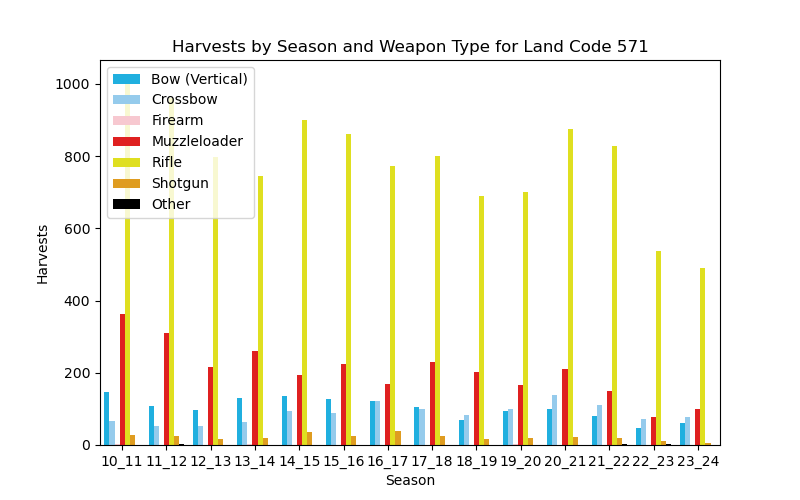 Harvests by Season and Weapon Type for Land Code 571
Bow (Vertical)
Crossbow
Firearm
Muzzleloader
Rifle
Shotgun
Other
1000
800
600
400
200
0
Harvests
10_11 11_12 12_13 13_14 14_15 15_16 16_17 17_18 18_19 19_20 20_21 21_22 22_23 23_24
Season